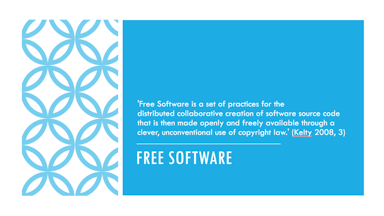 'Free Software is a set of practices for the
distributed collaborative creation of software source code
that is then made openly and freely available through a
clever, unconventional use of copyright law.' (Kelty 2008, 3)
FREE SOFTWARE